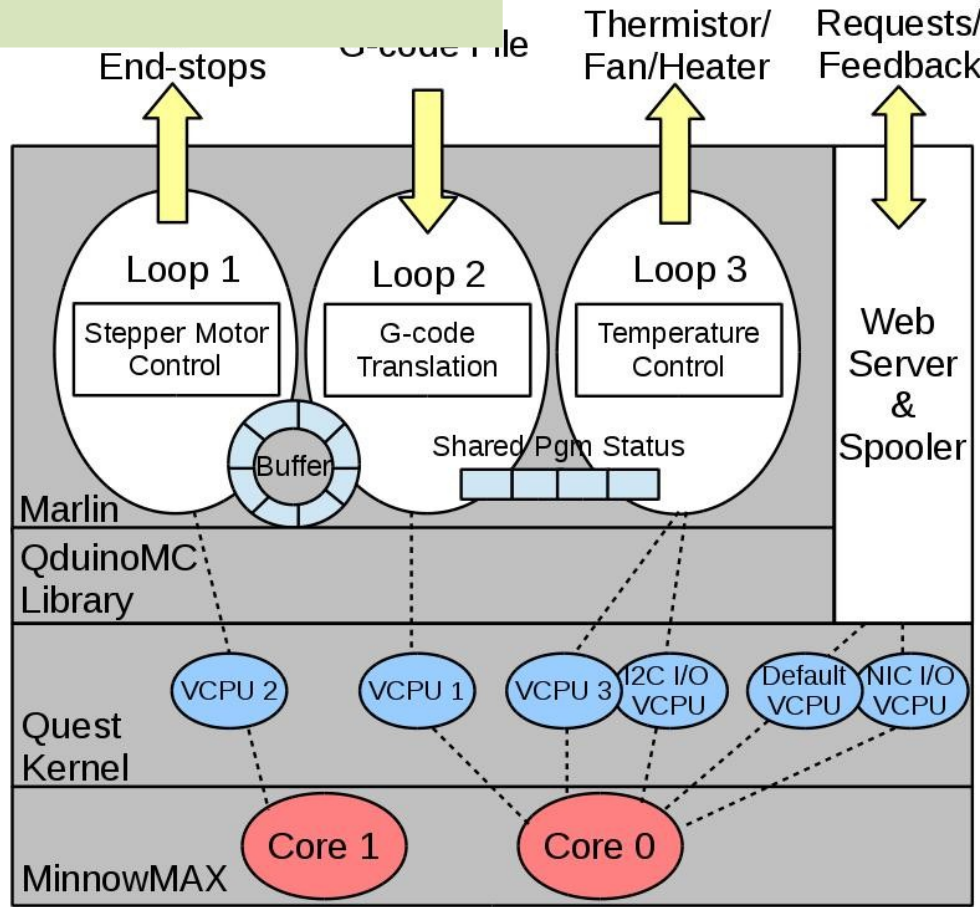 Thermistor/
Fan/Heater
Requests/
Feedback
End-stops
G-code File
Loop 1
Stepper Motor
Control
Loop 2
G-code
Translation
Loop 3
Temperature
Control
Web
Server
&
Spooler
Buffer
Shared Pgm Status
Marlin
QduinoMC
Library
VCPU 2
VCPU 1
VCPU 3
I2C I/O
VCPU
Default
VCPU
NIC I/O
VCPU
Quest
Kernel
Core 1
Core 0
MinnowMAX